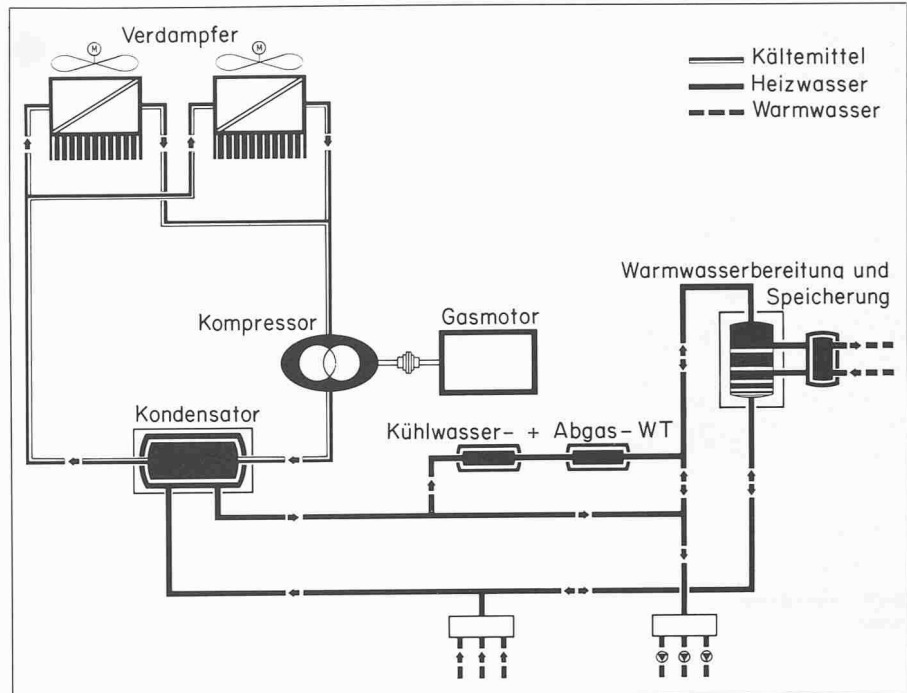 Verdampfer
M
M
Kältemittel
Heizwasser
Warmwasser
Warmwasserbereitung und
Speicherung
Kompressor
Gasmotor
Kondensator
Kühlwasser- + Abgas-WT